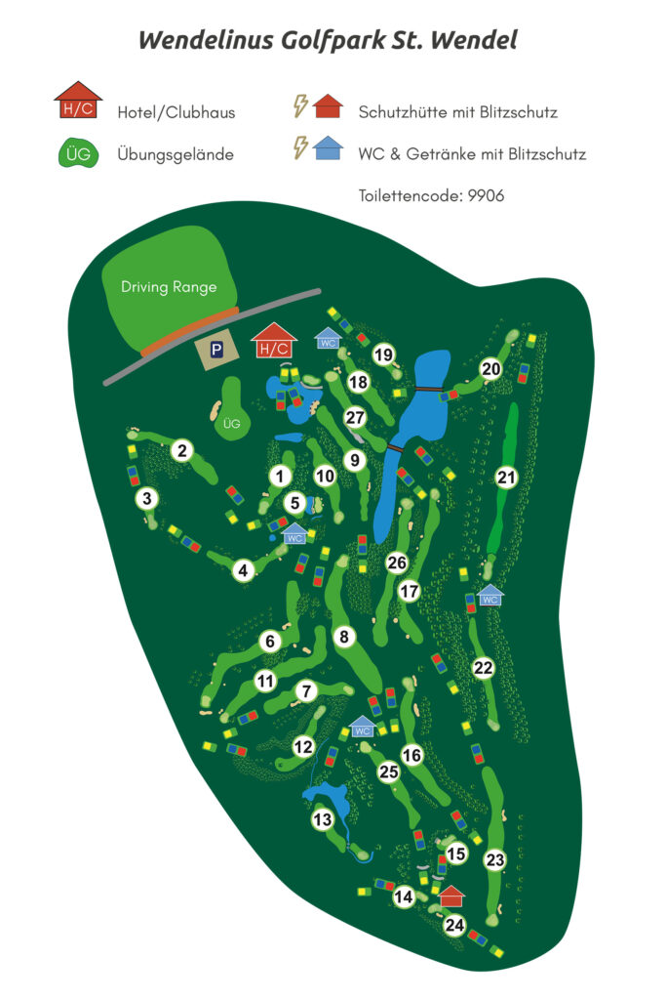 Wendelinus Golfpark St. Wendel
H/C Hotel/Clubhaus
Schutzhütte mit Blitzschutz
ÜG Übungsgelände
WC & Getränke mit Blitzschutz
Toilettencode: 9906
Driving Range
P
H/C
WC
19
20
18
27
ÜG
2
9
1
10
21
3
5
WC
4
26
17
WC
6
8
22
11
7
WC
12
16
25
13
15
23
14
24